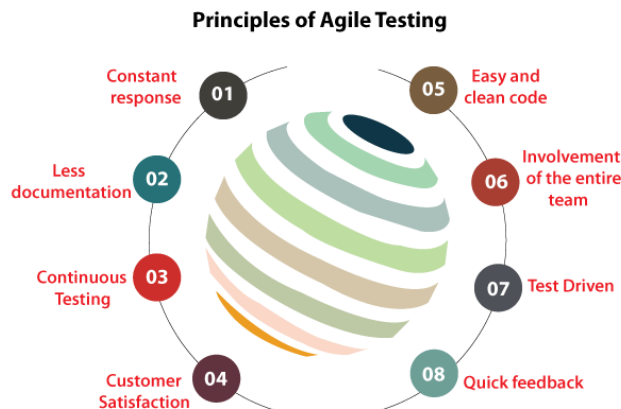 Principles of Agile Testing
01
Constant
response
02
Less
documentation
03
Continuous
Testing
04
Customer
Satisfaction
05
Easy and
clean code
06
Involvement
of the entire
team
07
Test Driven
08
Quick feedback